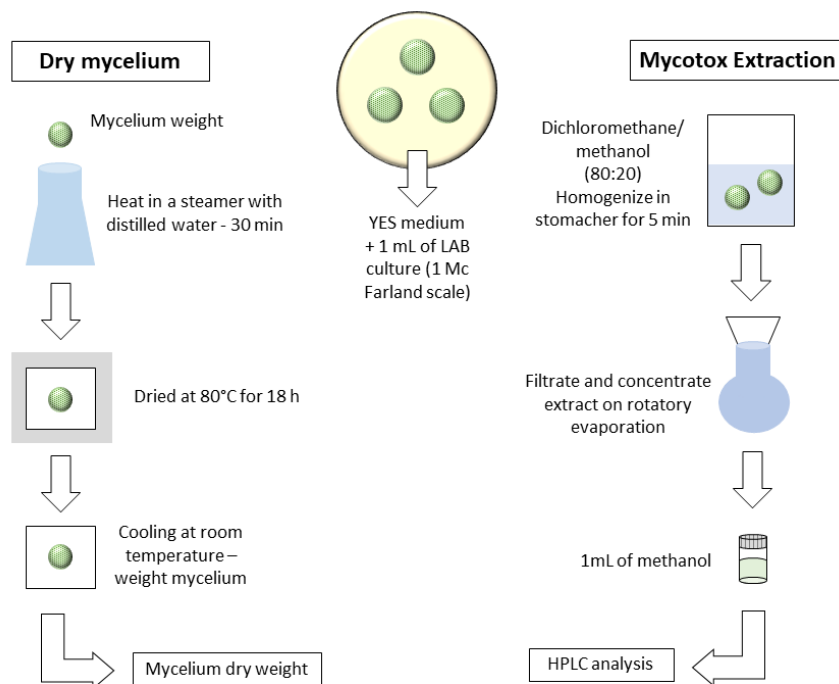 Dry mycelium
Mycelium weight
Heat in a steamer with
distilled water - 30 min
Dried at 80°C for 18 h
Cooling at room
temperature –
weight mycelium
Mycelium dry weight
YES medium
+ 1 mL of LAB
culture (1 Mc
Farland scale)
Mycotox Extraction
Dichloromethane/
methanol
(80:20)
Homogenize in
stomacher for 5 min
Filtrate and concentrate
extract on rotatory
evaporation
1mL of methanol
HPLC analysis